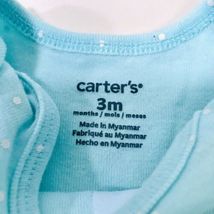 carter's®
3m
months / mois / meses
Made in Myanmar
Fabriqué au Myanmar
Hecho en Myanmar